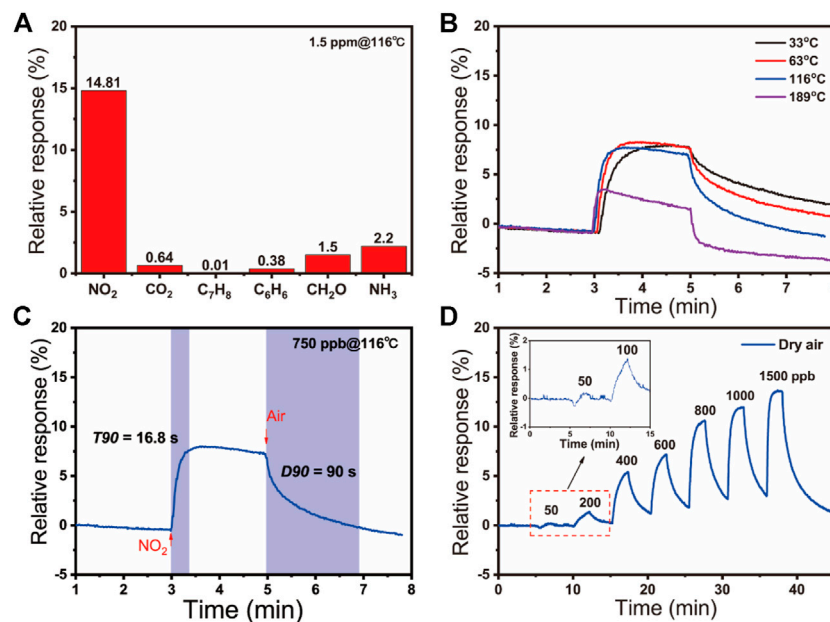 A
Relative response (%)
20
15
10
5
0
1.5 ppm@116℃
14.81
0.64
0.01
0.38
1.5
2.2
NO₂
CO₂
C₇H₈
C₆H₆
CH₂O
NH₃
B
Relative response (%)
20
15
10
5
0
-5
33°C
63°C
116°C
189°C
1 2 3 4 5 6 7
Time (min)
C
Relative response (%)
20
15
10
5
0
-5
750 ppb@116℃
T90 = 16.8 s
Air
D90 = 90 s
NO₂
1 2 3 4 5 6 7 8
Time (min)
D
Relative response (%)
20
15
10
5
0
-5
Dry air
Relative response (%)
2
1
0
-1
50
100
0 5 10 15
Time (min)
50
200
400
600
800
1000
1500 ppb
0 10 20 30 40
Time (min)